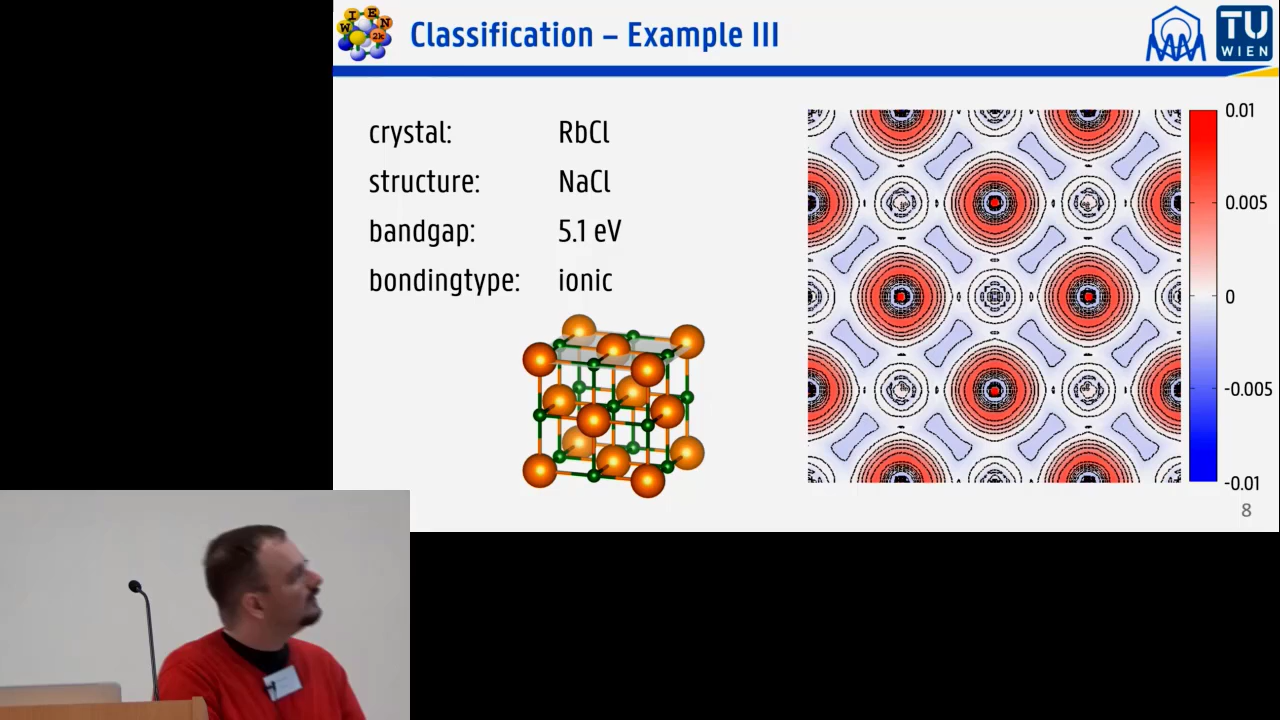 WIEN2k
Classification – Example III
TU
WIEN
crystal: RbCl
structure: NaCl
bandgap: 5.1 eV
bondingtype: ionic
0.01
0.005
0
-0.005
-0.01
8